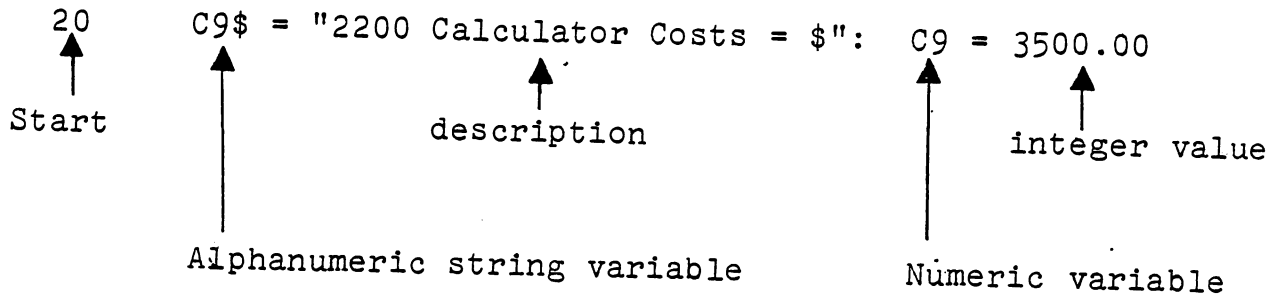 20 C9$ = "2200 Calculator Costs = $": C9 = 3500.00
Start description integer value
Alphanumeric string variable Numeric variable